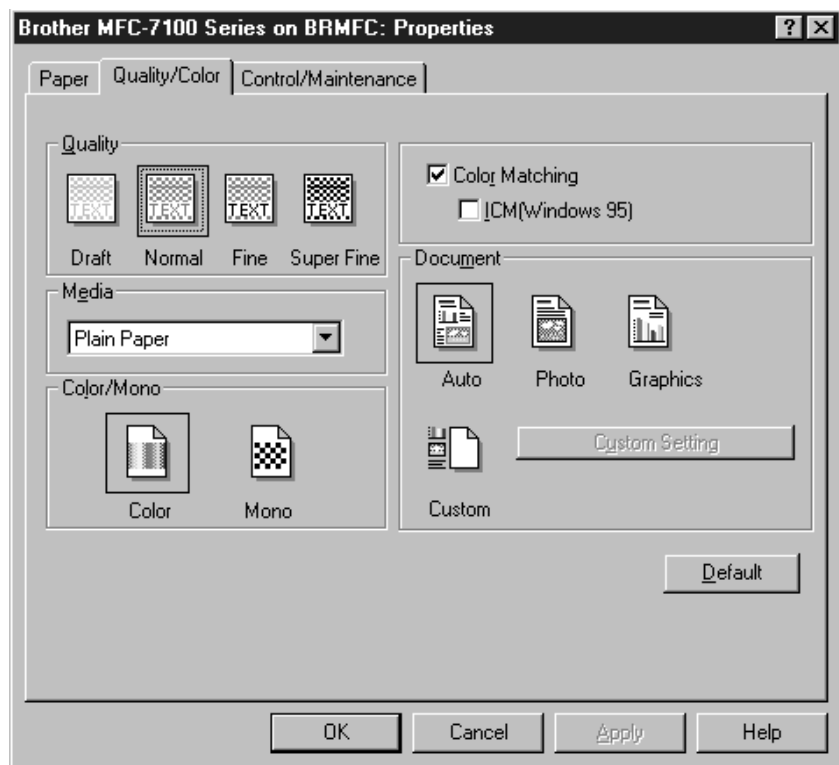 Brother MFC-7100 Series on BRMFC: Properties
Paper Quality/Color Control/Maintenance
Quality
TEXT TEXT TEXT TEXT
Draft Normal Fine Super Fine
Media
Plain Paper
Color/Mono
Color Mono
Color Matching
ICM(Windows 95)
Document
Auto Photo Graphics
Custom Setting
Custom
Default
OK Cancel Apply Help